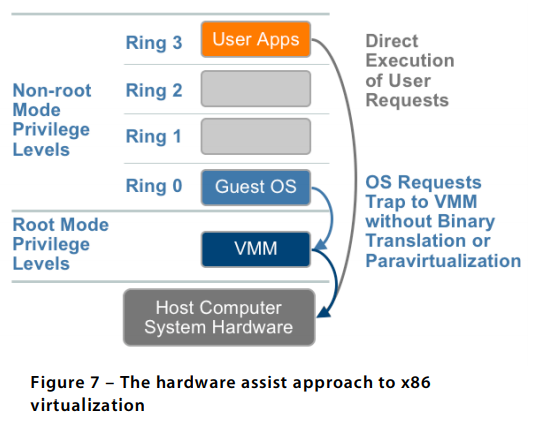 Ring 3
User Apps
Direct
Execution
of User
Requests
Non-root
Mode
Privilege
Levels
Ring 2
Ring 1
Ring 0
Guest OS
OS Requests
Trap to VMM
without Binary
Translation or
Paravirtualization
Root Mode
Privilege
Levels
VMM
Host Computer
System Hardware
Figure 7 – The hardware assist approach to x86
virtualization